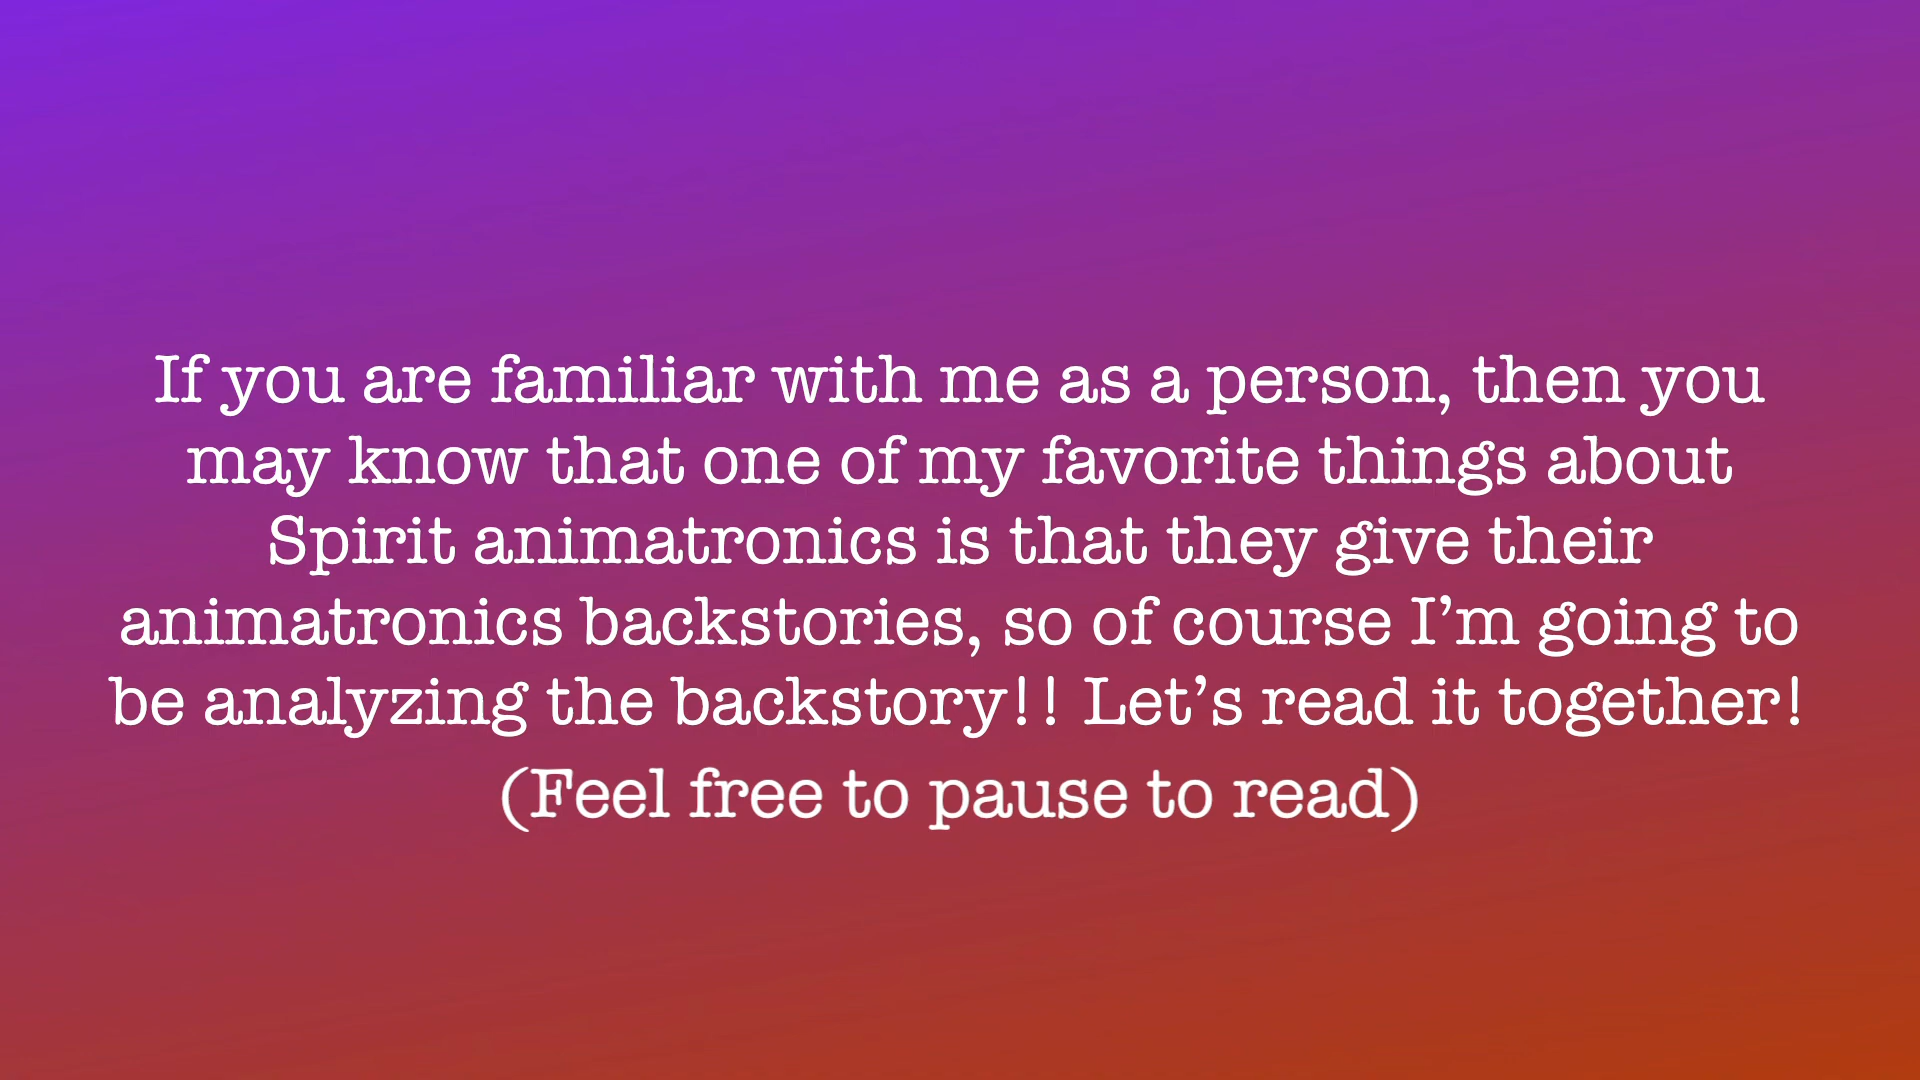 If you are familiar with me as a person, then you
may know that one of my favorite things about
Spirit animatronics is that they give their
animatronics backstories, so of course I’m going to
be analyzing the backstory!! Let’s read it together!
(Feel free to pause to read)